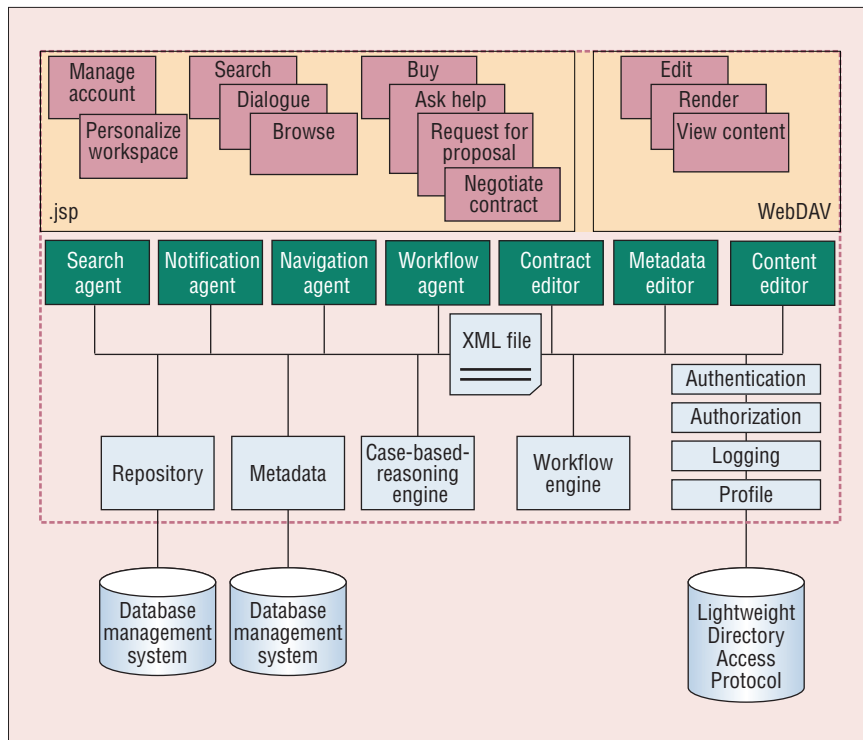 Manage
account
Personalize
workspace
Search
Dialogue
Browse
Buy
Ask help
Request for
proposal
Negotiate
contract
.jsp
Edit
Render
View content
WebDAV
Search
agent
Notification
agent
Navigation
agent
Workflow
agent
Contract
editor
Metadata
editor
Content
editor
XML file
Repository
Metadata
Case-based-
reasoning
engine
Workflow
engine
Authentication
Authorization
Logging
Profile
Database
management
system
Database
management
system
Lightweight
Directory
Access
Protocol